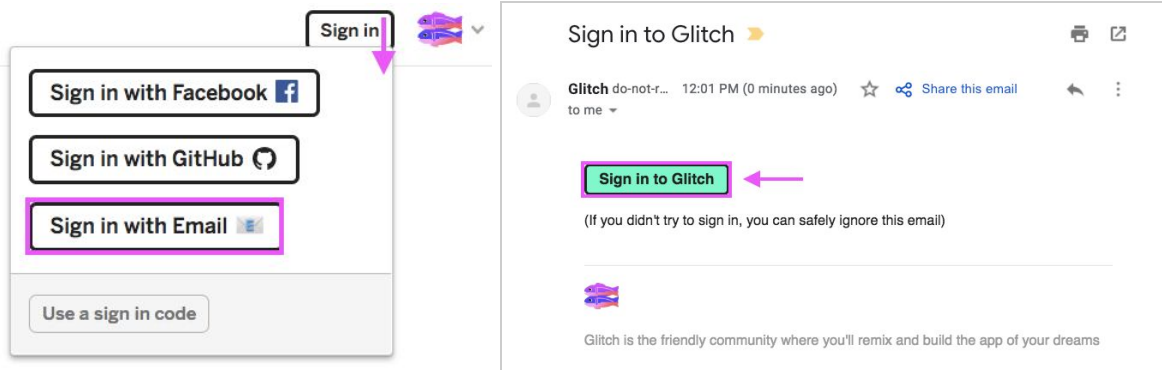 Sign in
Sign in with Facebook
Sign in with GitHub
Sign in with Email
Use a sign in code
Sign in to Glitch
Glitch do-not-r... 12:01 PM (0 minutes ago) Share this email
to me
Sign in to Glitch
(If you didn't try to sign in, you can safely ignore this email)
Glitch is the friendly community where you'll remix and build the app of your dreams